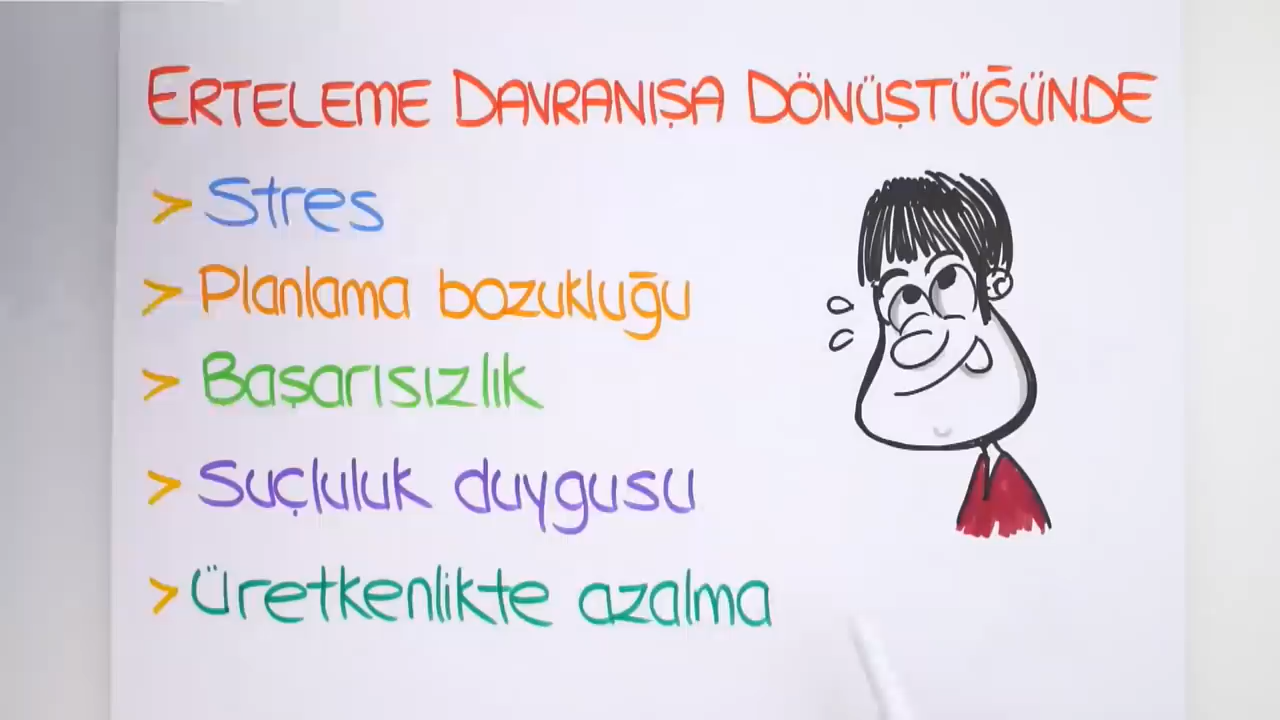 ERTELEME DAVRANIŞA DÖNÜŞTÜĞÜNDE
> Stres
> Planlama bozukluğu
> Başarısızlık
> Suçluluk duygusu
> Üretkenlikte azalma